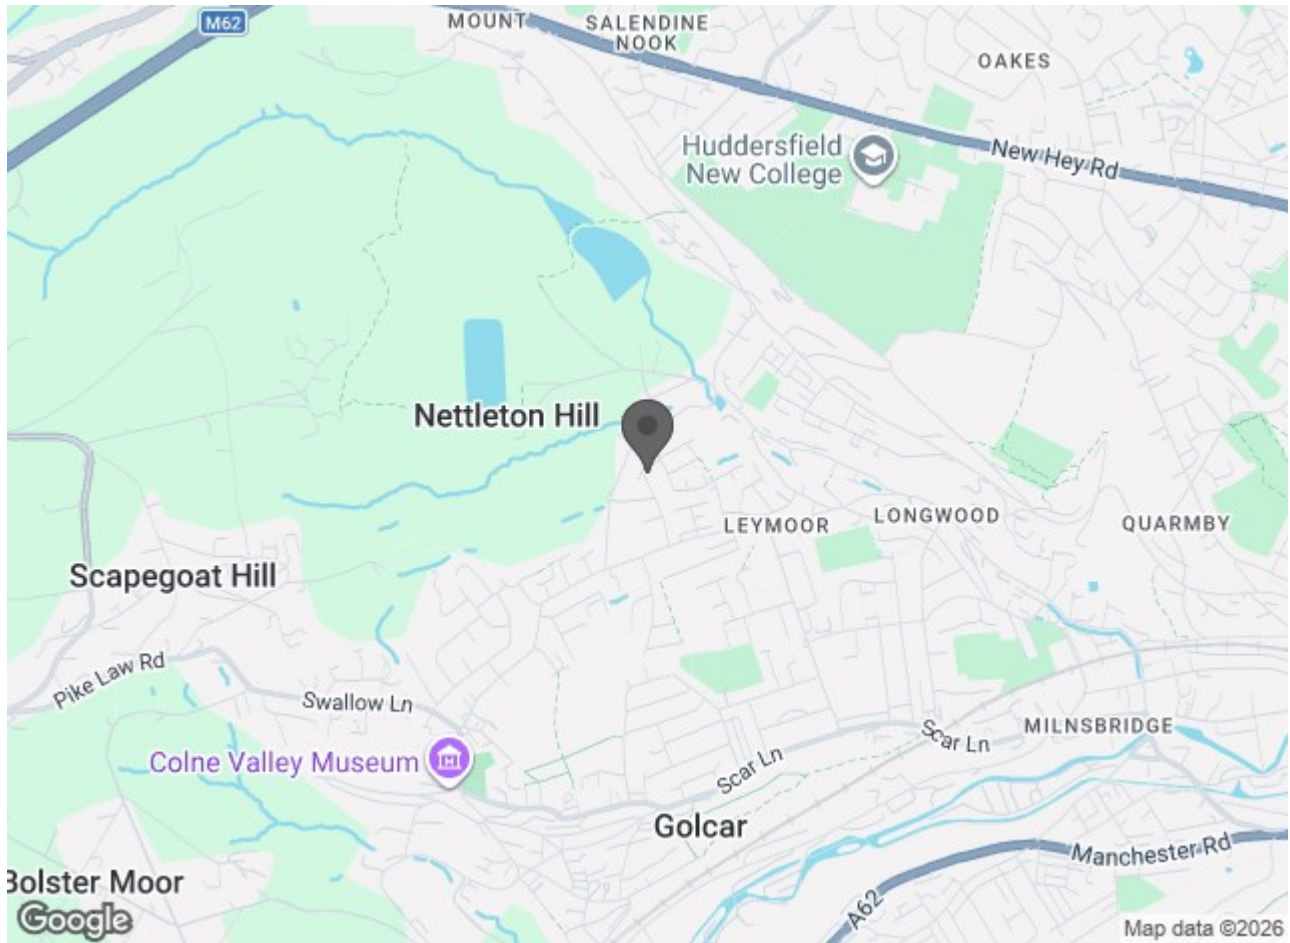 M62
MOUNT
SALENDINE
NOOK
OAKES
Huddersfield
New College
New Hey Rd
Nettleton Hill
LEYMOOR
LONGWOOD
QUARMBY
Scapegoat Hill
Pike Law Rd
Swallow Ln
Scar Ln
MILNSBRIDGE
Colne Valley Museum
Scar Ln
Golcar
Manchester Rd
Bolster Moor
A62
Google
Map data ©2026